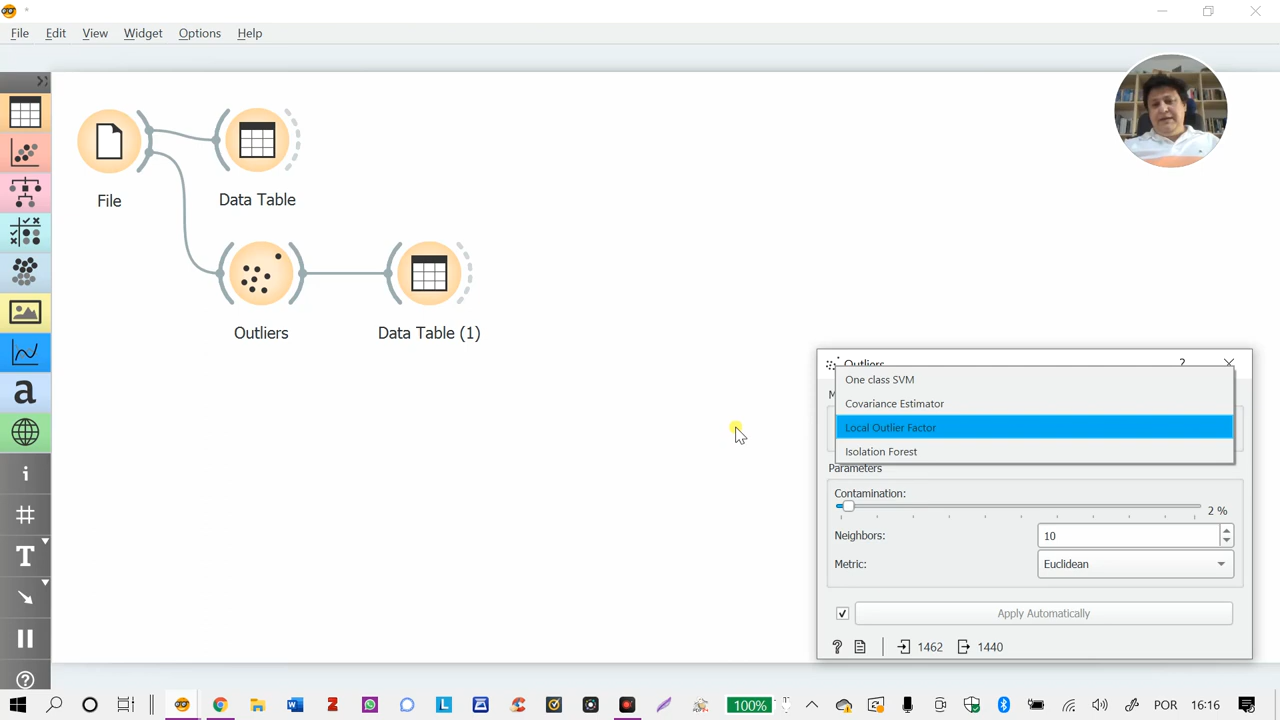 File Edit View Widget Options Help
File
Data Table
Outliers
Data Table (1)
Outliers ?
One class SVM
Covariance Estimator
Local Outlier Factor
Isolation Forest
Parameters
Contamination:
2 %
Neighbors: 10
Metric: Euclidean
Apply Automatically
? 1462 1440
100% POR 16:16